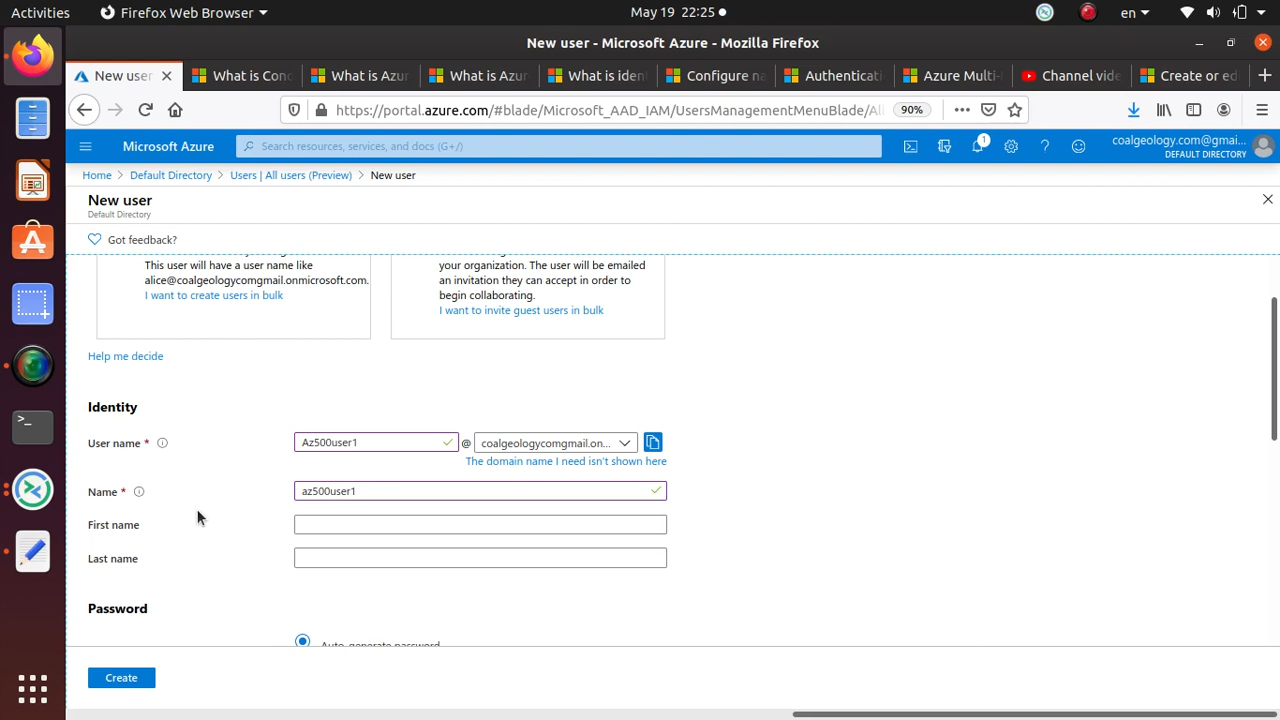 Activities
Firefox Web Browser
May 19 22:25
en
New user - Microsoft Azure - Mozilla Firefox
New user
What is Con
What is Azur
What is Azu
What is iden
Configure na
Authenticati
Azure Multi-
Channel vide
Create or ed
https://portal.azure.com/#blade/Microsoft_AAD_IAM/UsersManagementMenuBlade/Al
90%
Microsoft Azure
Search resources, services, and docs (G+/)
1
coalgeology.com@gmai...
DEFAULT DIRECTORY
Home > Default Directory > Users | All users (Preview) > New user
New user
Default Directory
Got feedback?
This user will have a user name like
alice@coalgeologycomgmail.onmicrosoft.com.
I want to create users in bulk
your organization. The user will be emailed
an invitation they can accept in order to
begin collaborating.
I want to invite guest users in bulk
Help me decide
Identity
User name *
Az500user1
@
coalgeologycomgmail.on...
The domain name I need isn't shown here
Name *
az500user1
First name
Last name
Password
Auto-generate password
Create